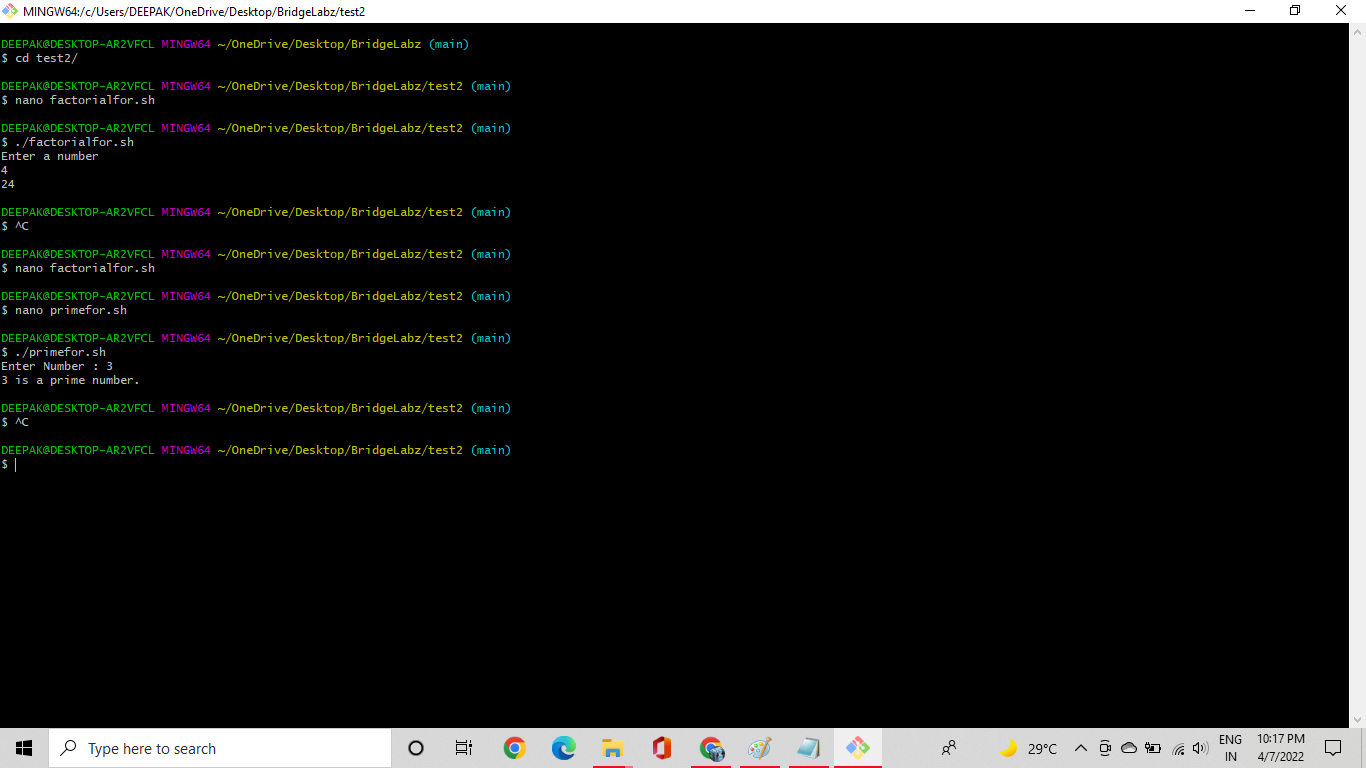 MINGW64:/c/Users/DEEPAK/OneDrive/Desktop/BridgeLabz/test2
DEEPAK@DESKTOP-AR2VFCL MINGW64 ~/OneDrive/Desktop/BridgeLabz (main)
$ cd test2/
DEEPAK@DESKTOP-AR2VFCL MINGW64 ~/OneDrive/Desktop/BridgeLabz/test2 (main)
$ nano factorialfor.sh
DEEPAK@DESKTOP-AR2VFCL MINGW64 ~/OneDrive/Desktop/BridgeLabz/test2 (main)
$ ./factorialfor.sh
Enter a number
4
24
DEEPAK@DESKTOP-AR2VFCL MINGW64 ~/OneDrive/Desktop/BridgeLabz/test2 (main)
$ ^C
DEEPAK@DESKTOP-AR2VFCL MINGW64 ~/OneDrive/Desktop/BridgeLabz/test2 (main)
$ nano factorialfor.sh
DEEPAK@DESKTOP-AR2VFCL MINGW64 ~/OneDrive/Desktop/BridgeLabz/test2 (main)
$ nano primefor.sh
DEEPAK@DESKTOP-AR2VFCL MINGW64 ~/OneDrive/Desktop/BridgeLabz/test2 (main)
$ ./primefor.sh
Enter Number : 3
3 is a prime number.
DEEPAK@DESKTOP-AR2VFCL MINGW64 ~/OneDrive/Desktop/BridgeLabz/test2 (main)
$ ^C
DEEPAK@DESKTOP-AR2VFCL MINGW64 ~/OneDrive/Desktop/BridgeLabz/test2 (main)
$
Type here to search
29°C
ENG
IN
10:17 PM
4/7/2022